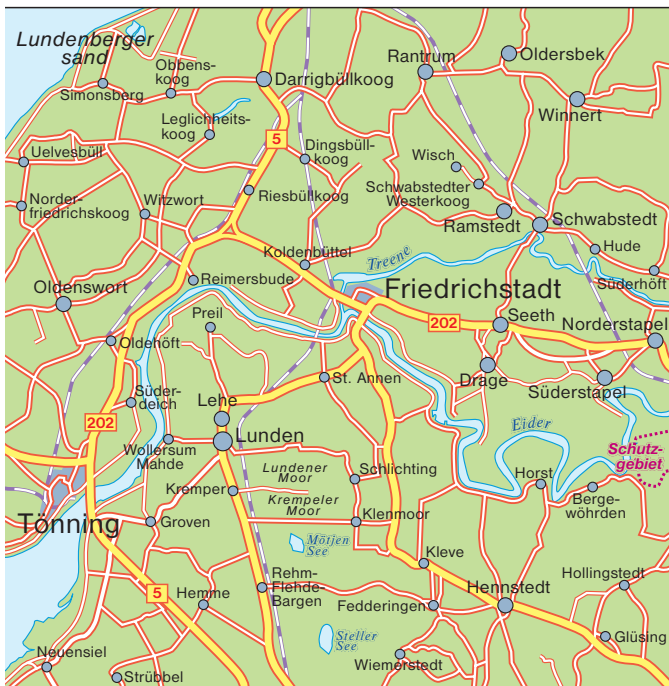 Lundenberger
sand
Simonsberg
Obbens-
koog
Darrigbüllkoog
Rantrum
Oldersbek
Winnert
Leglichheits-
koog
5
Dingsbüll-
koog
Wisch
Uelvesbüll
Schwabstedter
Westerkoog
Norder-
friedrichskoog
Witzwort
Riesbüllkoog
Ramstedt
Schwabstedt
Hude
Koldenbüttel
Treene
Süderhöft
Oldenswort
Reimersbude
Friedrichstadt
Preil
202
Seeth
Norderstapel
Oldehöft
St. Annen
Drage
Süderstapel
Süder-
deich
Lehe
202
Lunden
Eider
Schutz-
gebiet
Wollersum
Mahde
Lundener
Moor
Schlichting
Horst
Berge-
wöhrden
Kremper
Krempeler
Moor
Klenmoor
Tönning
Groven
Mötjen
See
Kleve
Hollingstedt
5
Hemme
Rehm-
Flehde-
Bargen
Fedderingen
Hennstedt
Glüsing
Steller
See
Neuensiel
Strübbel
Wiemerstedt